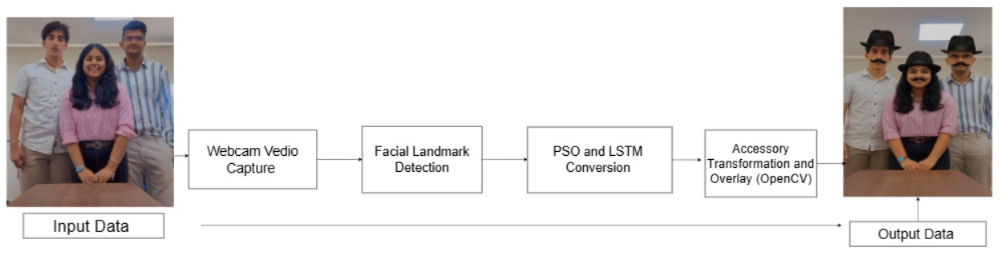 Webcam Vedio
Capture
Facial Landmark
Detection
PSO and LSTM
Conversion
Accessory
Transformation and
Overlay (OpenCV)
Input Data
Output Data